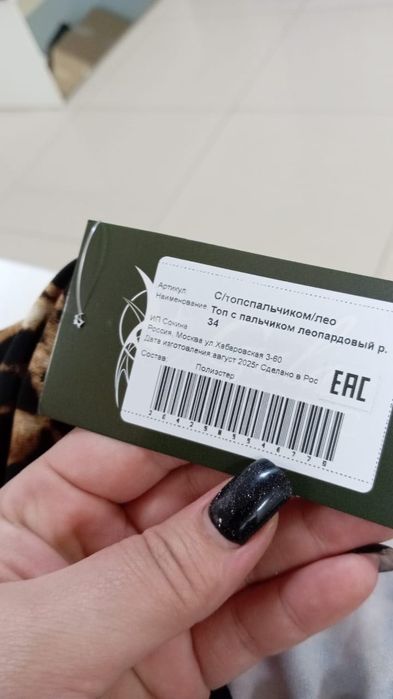 Артикул С/топспальчиком/лео
Наименование Топ с пальчиком леопардовый р.
34
ИП Сокина
Россия, Москва ул Хабаровская 3-60
Дата изготовления август 2025г Сделано в Рос
Состав Полиэстер
EAC